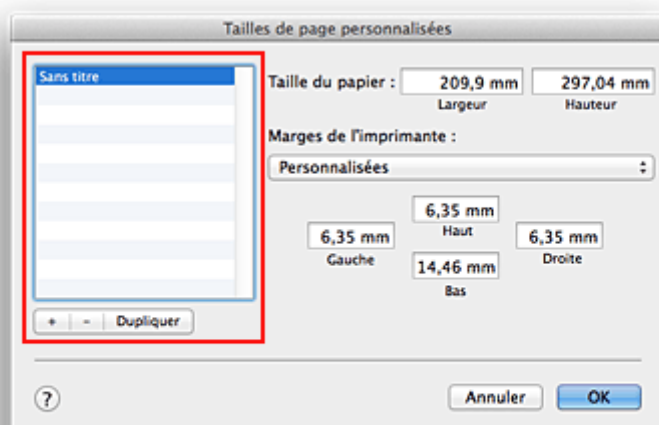 Tailles de page personnalisées
Sans titre
Taille du papier : 209,9 mm 297,04 mm
Largeur Hauteur
Marges de l'imprimante :
Personnalisées
6,35 mm
Haut
6,35 mm 6,35 mm
Gauche Droite
14,46 mm
Bas
+ - Dupliquer
? Annuler OK